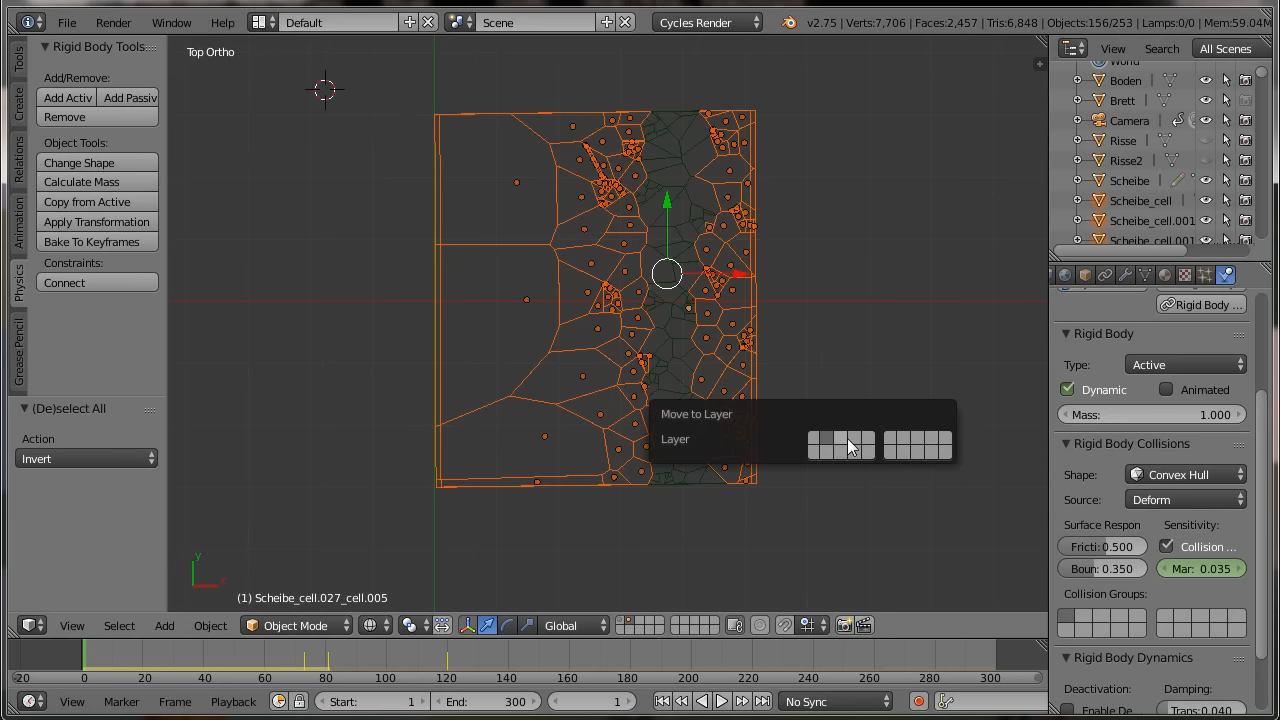 File Render Window Help Default Scene Cycles Render v2.75 | Verts:7,706 | Faces:2,457 | Tris:6,848 | Objects:156/253 | Lamps:0/0 | Mem:59.04M
Tools
Create
Relations
Animation
Physics
Grease Pencil
Rigid Body Tools
Add/Remove:
Add Activ Add Passiv
Remove
Object Tools:
Change Shape
Calculate Mass
Copy from Active
Apply Transformation
Bake To Keyframes
Constraints:
Connect
(De)select All
Action
Invert
Top Ortho
Move to Layer
Layer
y
(1) Scheibe_cell.027_cell.005
View Select Add Object Object Mode Global
-20 0 20 40 60 80 100 120 140 160 180 200 220 240 260 280 300
View Marker Frame Playback Start: 1 End: 300 1 No Sync
View Search All Scenes
World
Boden
Brett
Camera
Risse
Risse2
Scheibe
Scheibe_cell
Scheibe_cell.001
Scheibe_cell.001
Rigid Body ...
Rigid Body
Type: Active
Dynamic Animated
Mass: 1.000
Rigid Body Collisions
Shape: Convex Hull
Source: Deform
Surface Respon Sensitivity:
Fricti: 0.500 Collision ...
Boun: 0.350 Mar: 0.035
Collision Groups:
Rigid Body Dynamics
Deactivation: Damping:
Enable De... Trans:0.040